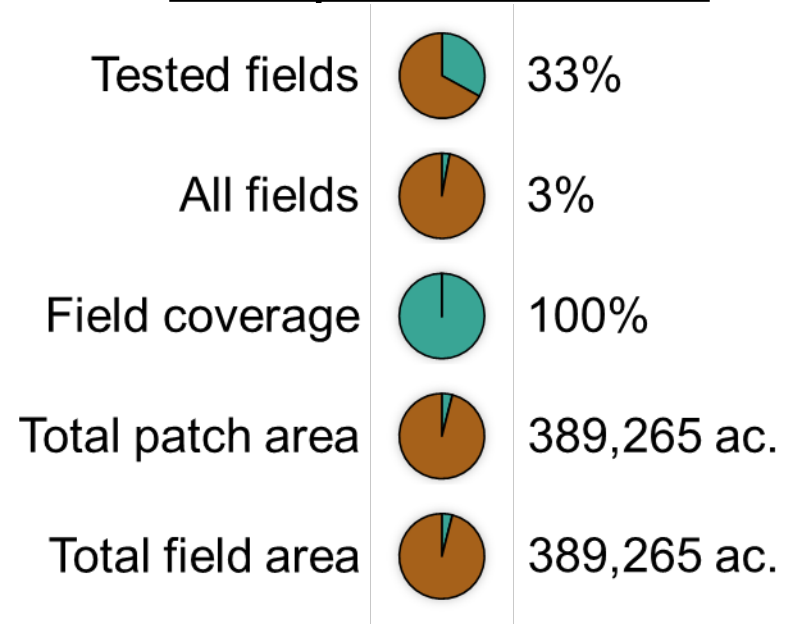 Tested fields 33%
All fields 3%
Field coverage 100%
Total patch area 389,265 ac.
Total field area 389,265 ac.